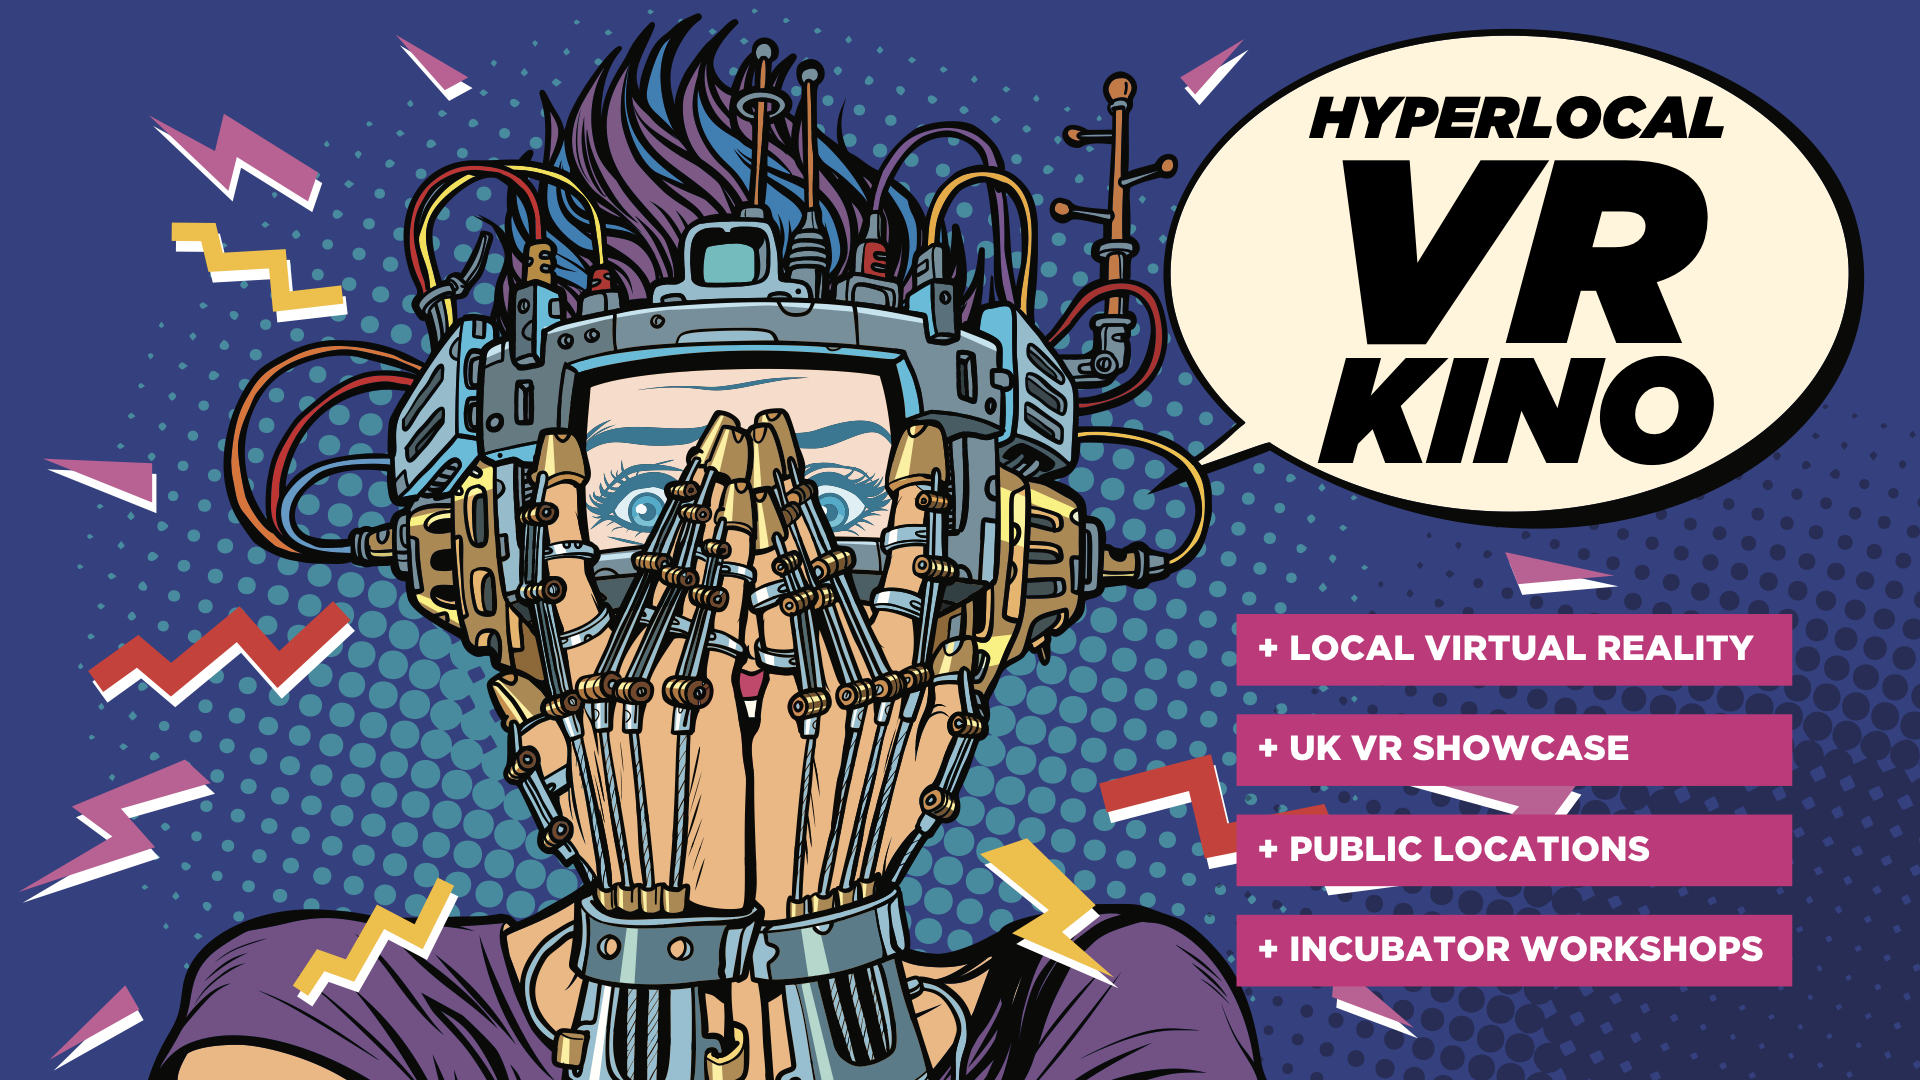 HYPERLOCAL
VR
KINO
+ LOCAL VIRTUAL REALITY
+ UK VR SHOWCASE
+ PUBLIC LOCATIONS
+ INCUBATOR WORKSHOPS